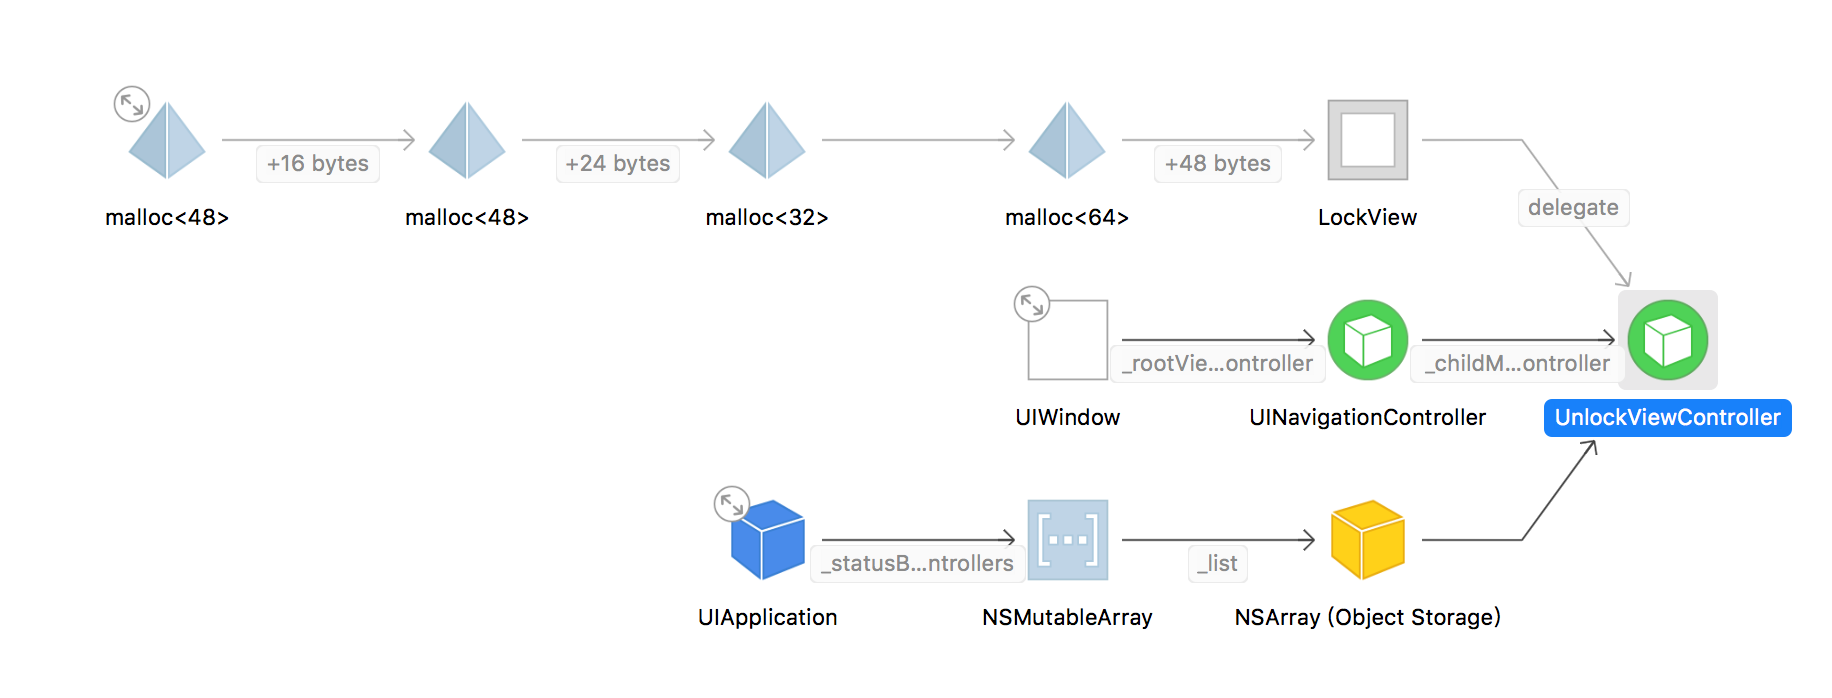 +16 bytes
+24 bytes
+48 bytes
malloc<48>
malloc<48>
malloc<32>
malloc<64>
LockView
delegate
_rootVie...ontroller
_childM...ontroller
UIWindow
UINavigationController
UnlockViewController
_statusB...ntrollers
_list
UIApplication
NSMutableArray
NSArray (Object Storage)